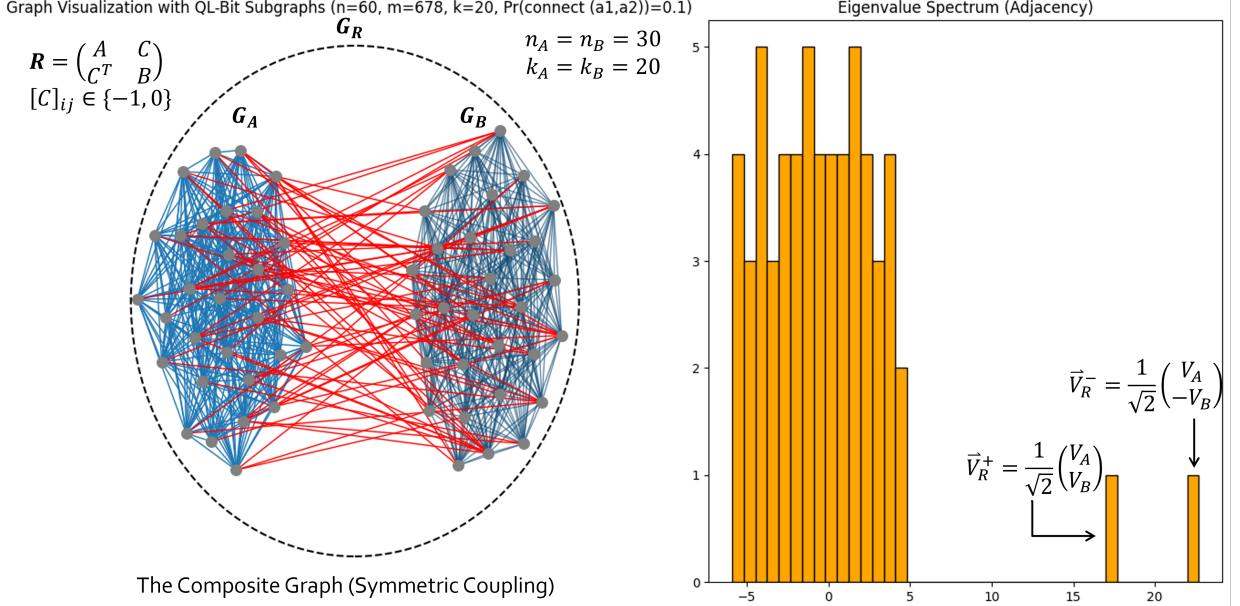 Graph Visualization with QL-Bit Subgraphs (n=60, m=678, k=20, Pr(connect (a1,a2))=0.1)
G_R
R = (A C
C^T B)
[C]_ij ∈ {−1,0}
n_A = n_B = 30
k_A = k_B = 20
G_A
G_B
The Composite Graph (Symmetric Coupling)
Eigenvalue Spectrum (Adjacency)
5
4
3
2
1
0
−5
0
5
10
15
20
V⃗_R^− = 1/√2 (V_A
−V_B)
V⃗_R^+ = 1/√2 (V_A
V_B)